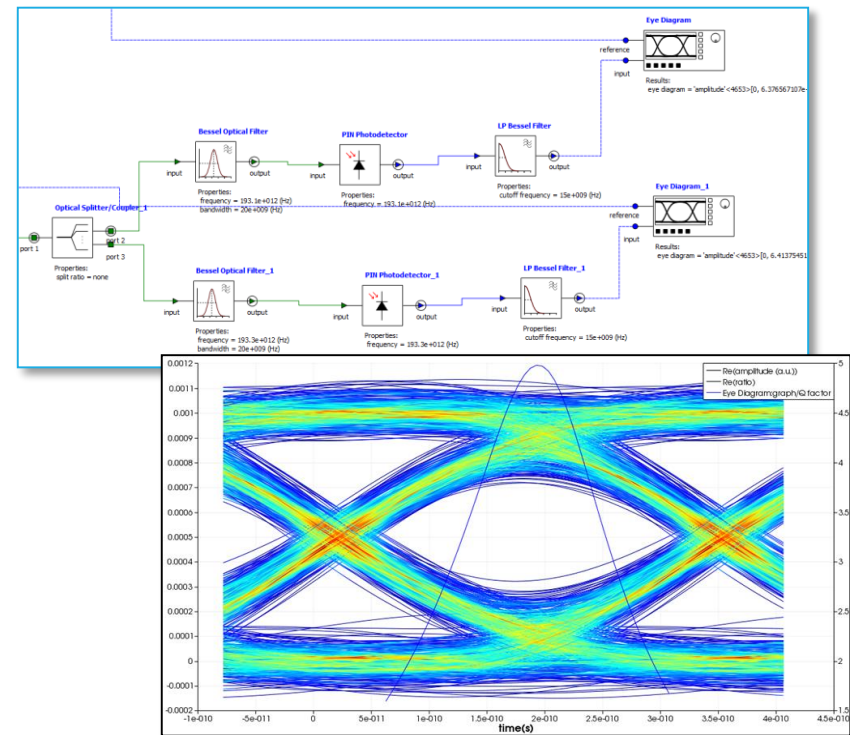 Eye Diagram
reference
input
Results:
eye diagram = 'amplitude'<4653>[0, 6.376567107e-
Bessel Optical Filter
PIN Photodetector
LP Bessel Filter
input
output
input
output
input
output
Properties:
frequency = 193.1e+012 (Hz)
bandwidth = 20e+009 (Hz)
Properties:
frequency = 193.1e+012 (Hz)
Properties:
cutoff frequency = 15e+009 (Hz)
Eye Diagram_1
reference
input
Results:
eye diagram = 'amplitude'<4653>[0, 6.41375451
Optical Splitter/Coupler_1
port 1
port 2
port 3
Properties:
split ratio = none
Bessel Optical Filter_1
PIN Photodetector_1
LP Bessel Filter_1
input
output
input
output
input
output
Properties:
frequency = 193.3e+012 (Hz)
bandwidth = 20e+009 (Hz)
Properties:
frequency = 193.3e+012 (Hz)
Properties:
cutoff frequency = 15e+009 (Hz)
Re(amplitude (a.u.))
Re(ratio)
Eye Diagram:graph/Q factor
0.0012
0.0011
0.001
0.0009
0.0008
0.0007
0.0006
0.0005
0.0004
0.0003
0.0002
0.0001
0
-0.0001
-0.0002
5
4.5
4
3.5
3
2.5
2
1.5
-1e-010
-5e-011
0
5e-011
1e-010
1.5e-010
2e-010
2.5e-010
3e-010
3.5e-010
4e-010
4.5e-010
time(s)